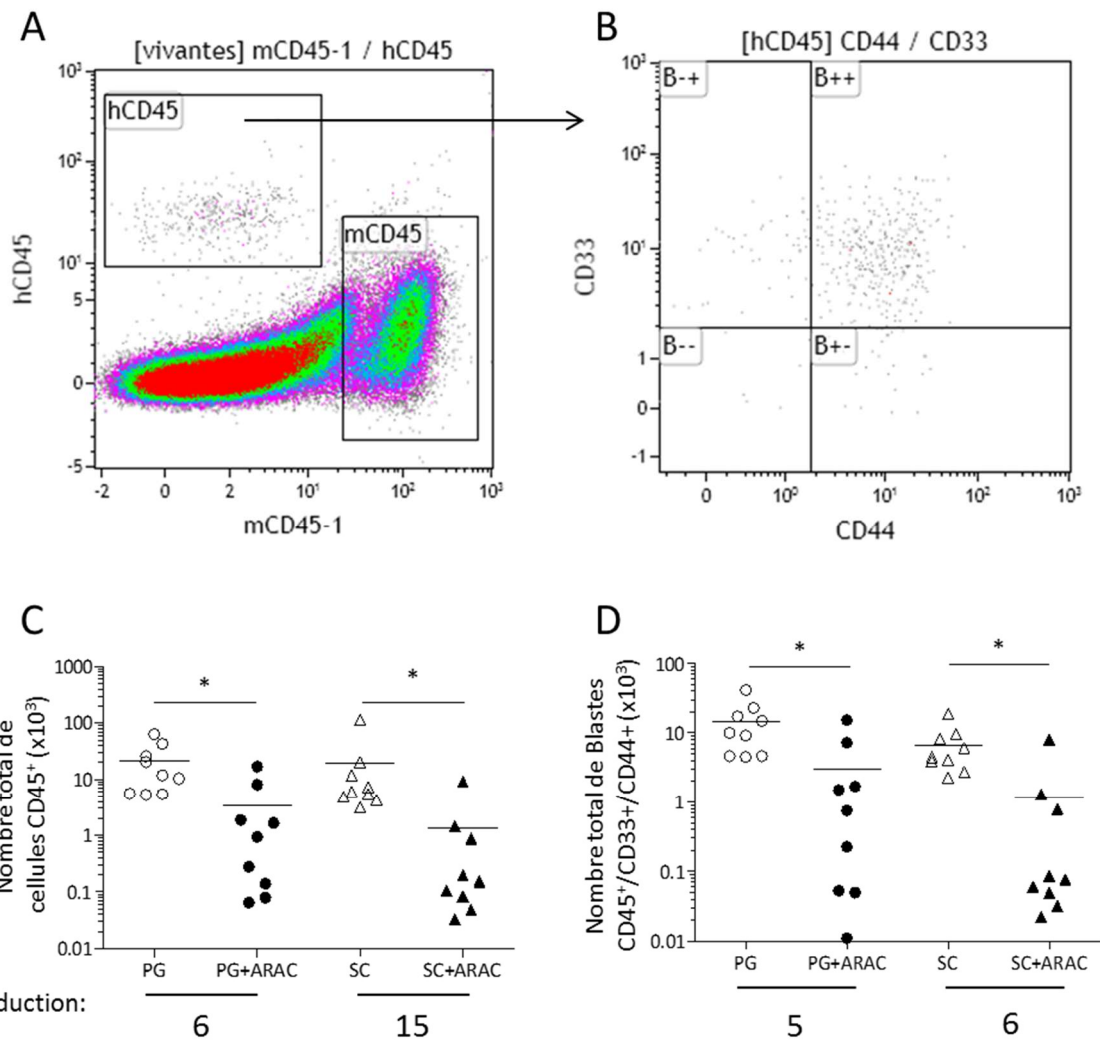 A
[vivantes] mCD45-1 / hCD45
10³
hCD45
10²
mCD45
10¹
5
0
-5
-2 0 2 10¹ 10² 10³
hCD45
mCD45-1
B
[hCD45] CD44 / CD33
10³
B-+ B++
10²
10¹
B-- B+-
1
0
-1
0 10⁰ 10¹ 10² 10³
CD33
CD44
C
Nombre total de
cellules CD45⁺ (x10³)
1000
100
10
1
0.1
0.01
* *
PG PG+ARAC SC SC+ARAC
duction:
6 15
D
Nombre total de Blastes
CD45⁺/CD33+/CD44+ (x10³)
100
10
1
0.1
0.01
* *
PG PG+ARAC SC SC+ARAC
5 6